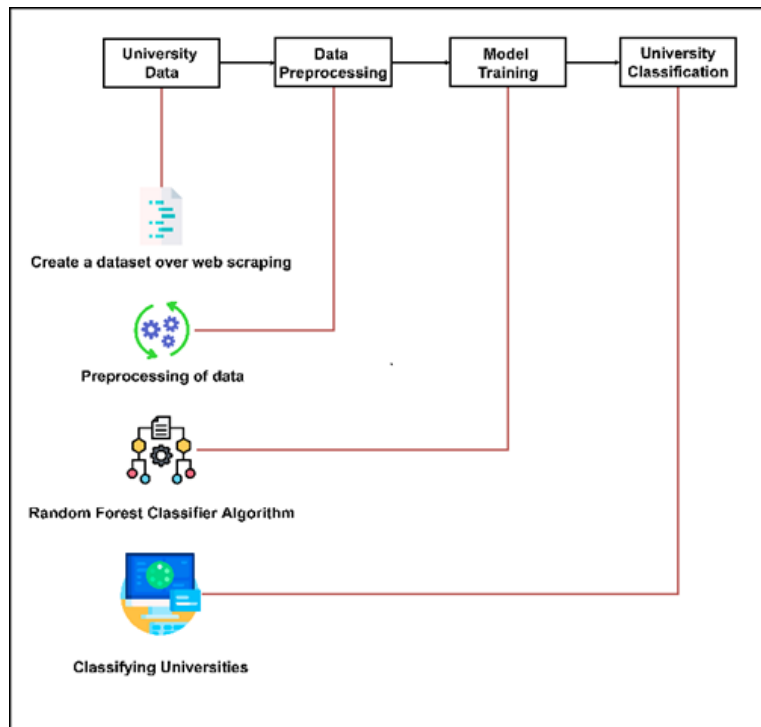 University
Data
Data
Preprocessing
Model
Training
University
Classification
Create a dataset over web scraping
Preprocessing of data
Random Forest Classifier Algorithm
Classifying Universities